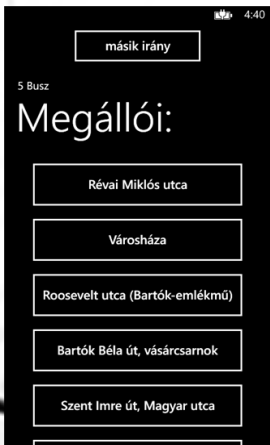 4:40
másik irány
5 Busz
Megállói:
Révai Miklós utca
Városháza
Roosevelt utca (Bartók-emlékmű)
Bartók Béla út, vásárcsarnok
Szent Imre út, Magyar utca